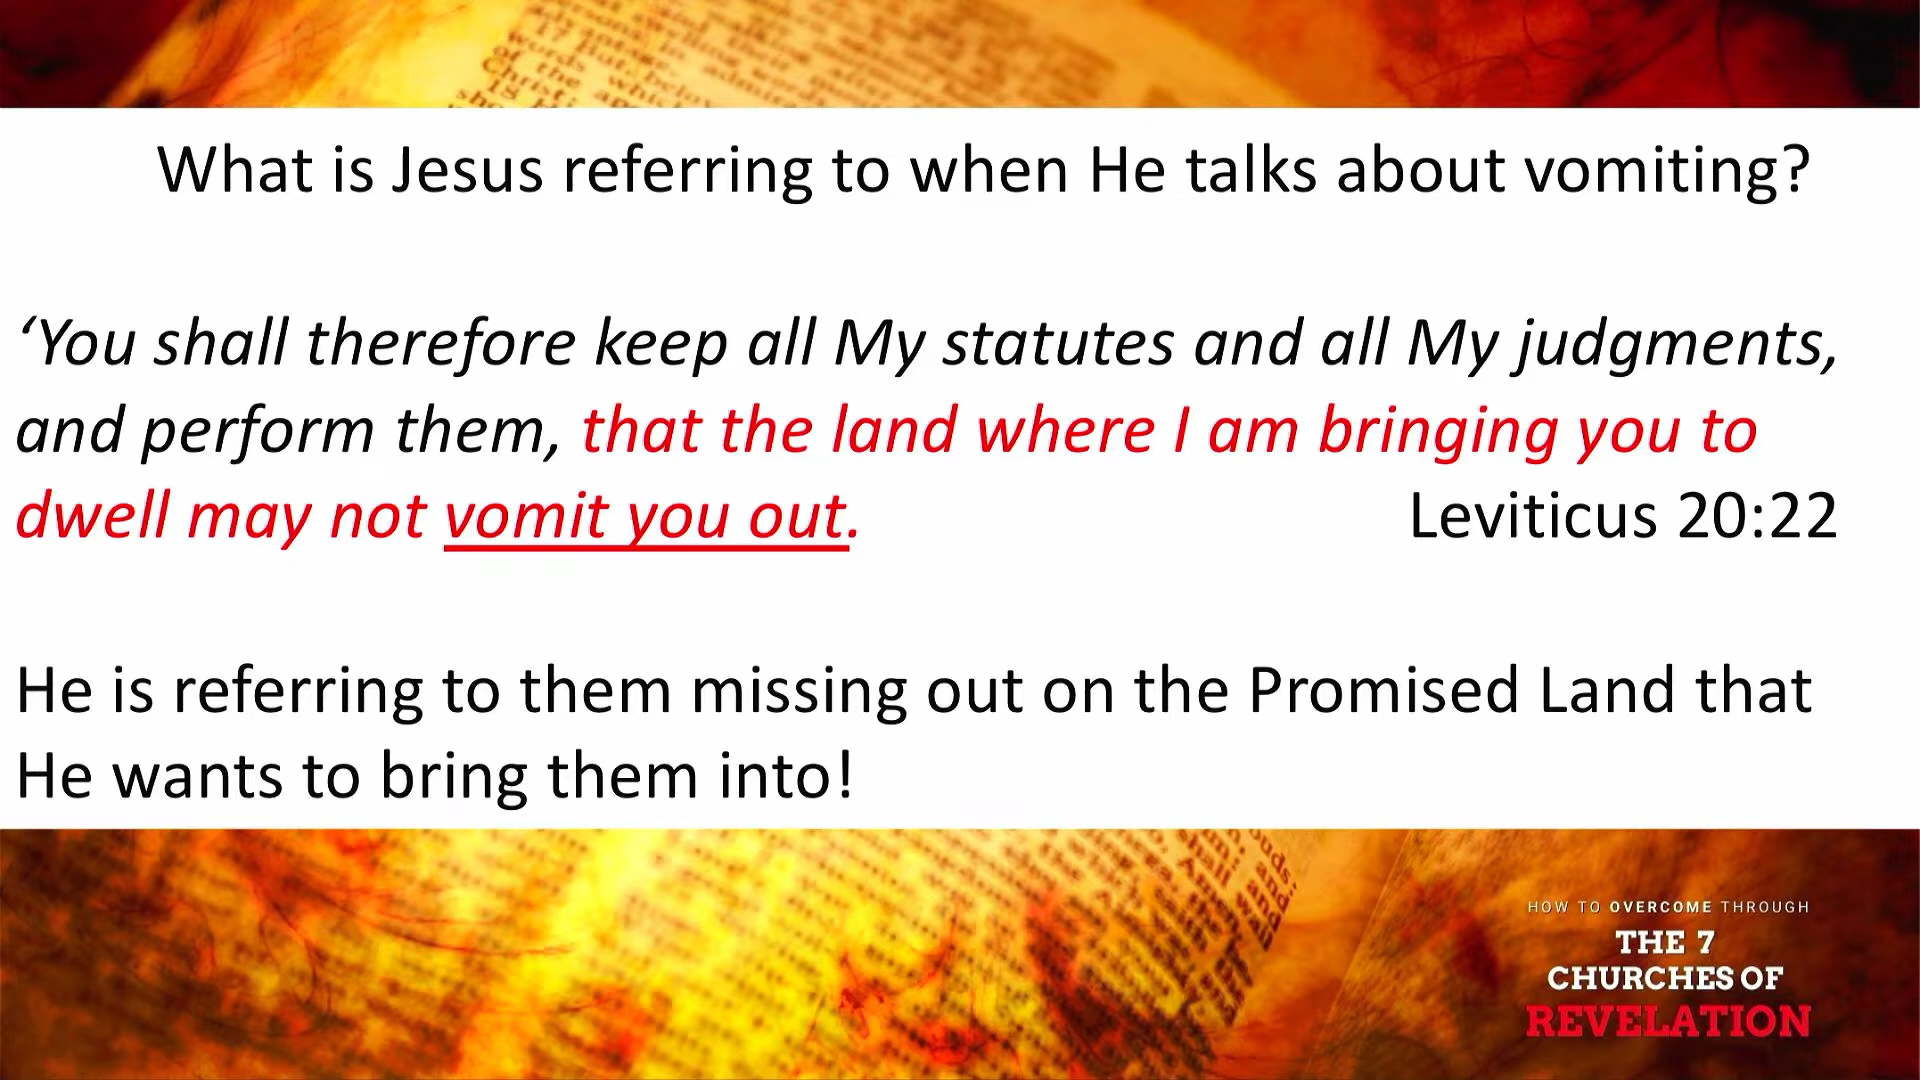 What is Jesus referring to when He talks about vomiting?
‘You shall therefore keep all My statutes and all My judgments,
and perform them, that the land where I am bringing you to
dwell may not vomit you out. Leviticus 20:22
He is referring to them missing out on the Promised Land that
He wants to bring them into!
HOW TO OVERCOME THROUGH
THE 7
CHURCHES OF
REVELATION